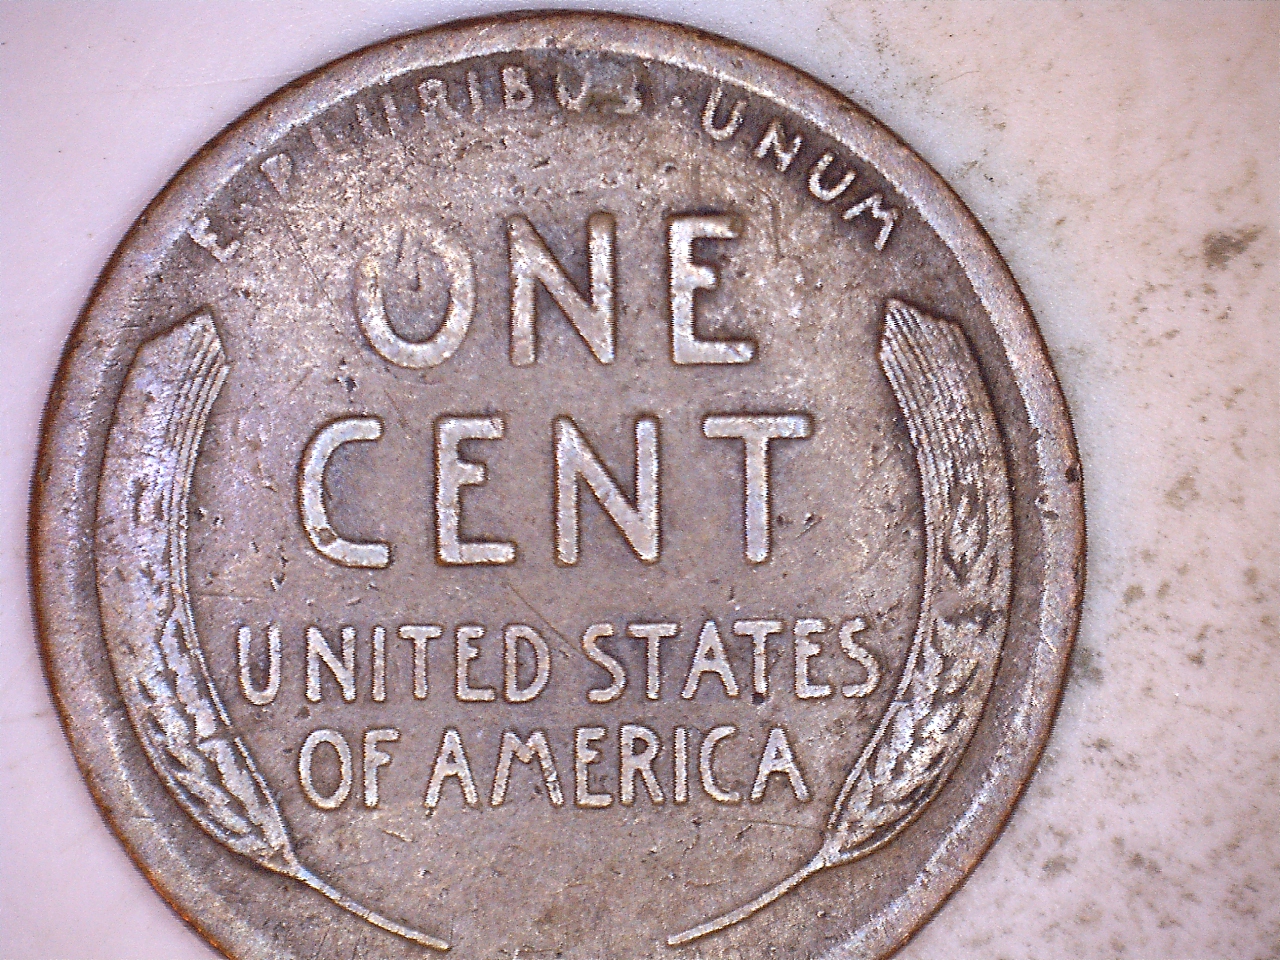 E·PLURIBUS·UNUM
ONE
CENT
UNITED STATES
OF AMERICA